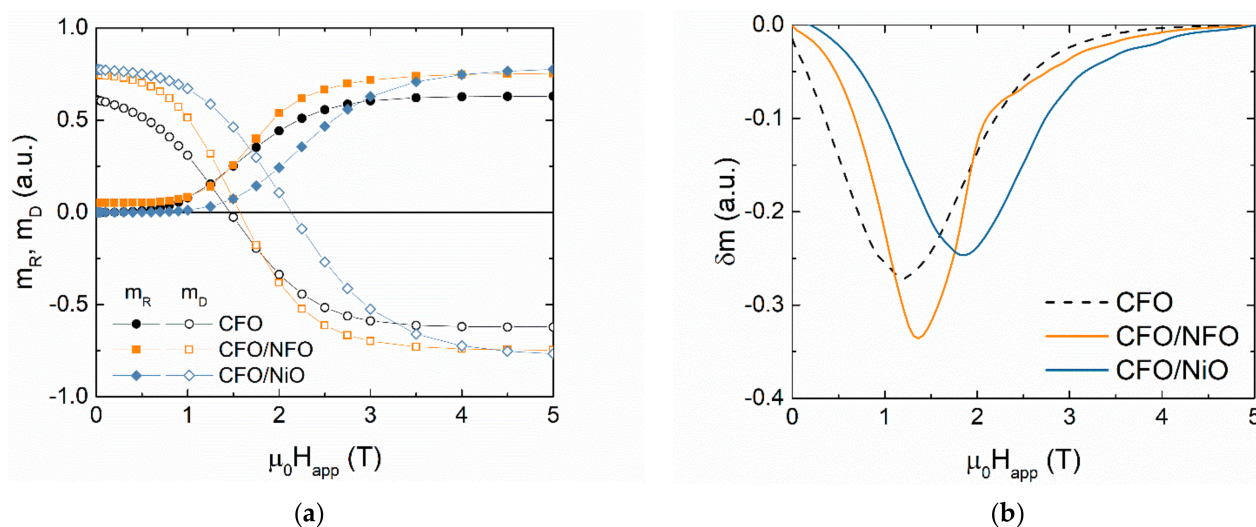 1.0
0.5
0.0
-0.5
-1.0
m_R, m_D (a.u.)
m_R m_D
CFO
CFO/NFO
CFO/NiO
0 1 2 3 4 5
μ₀H_app (T)
(a)
0.0
-0.1
-0.2
-0.3
-0.4
δm (a.u.)
CFO
CFO/NFO
CFO/NiO
0 1 2 3 4 5
μ₀H_app (T)
(b)